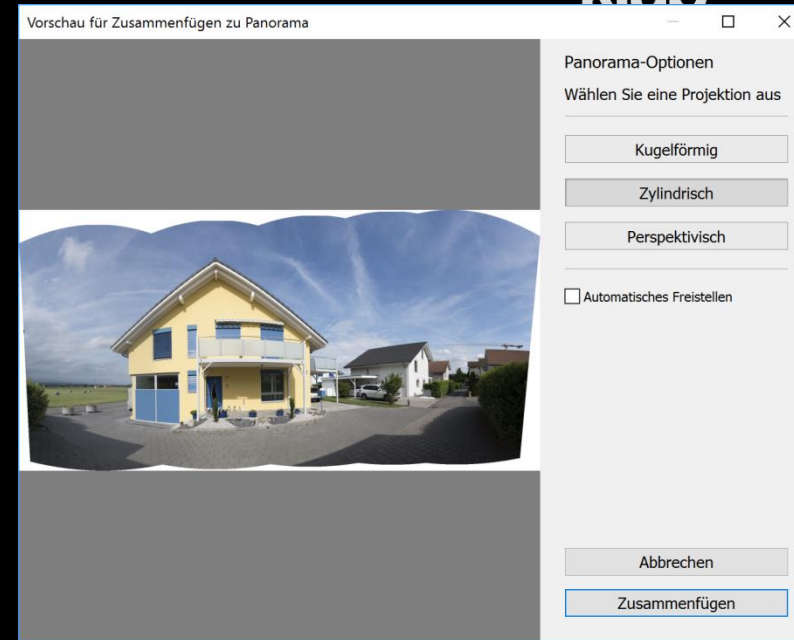 Vorschau für Zusammenfügen zu Panorama
Panorama-Optionen
Wählen Sie eine Projektion aus
Kugelförmig
Zylindrisch
Perspektivisch
Automatisches Freistellen
Abbrechen
Zusammenfügen